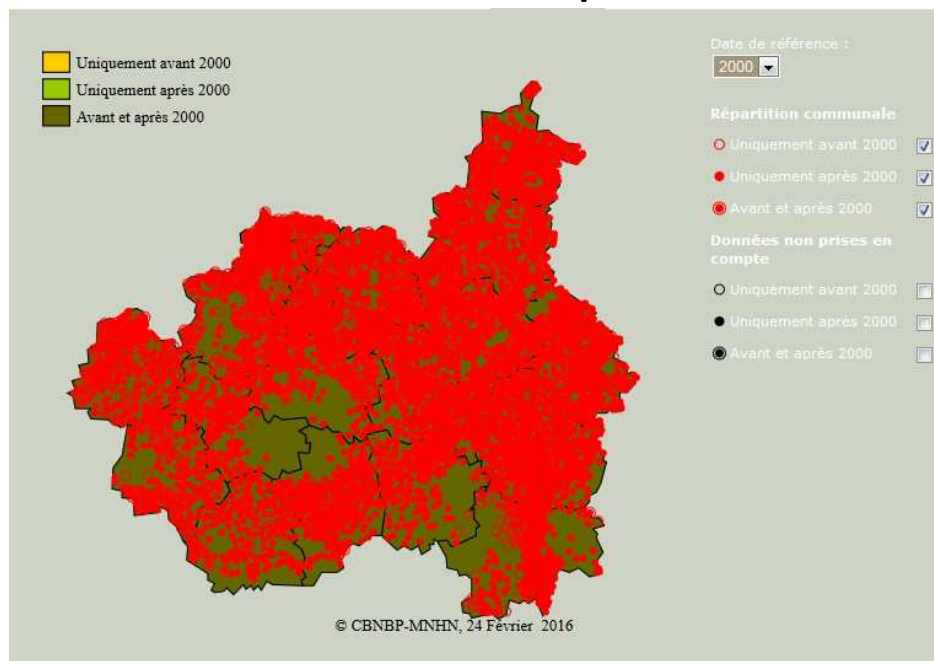 Uniquement avant 2000
Uniquement après 2000
Avant et après 2000
Date de référence :
2000
Répartition communale
Uniquement avant 2000
Uniquement après 2000
Avant et après 2000
Données non prises en
compte
Uniquement avant 2000
Uniquement après 2000
Avant et après 2000
© CBNBP-MNHN, 24 Février 2016